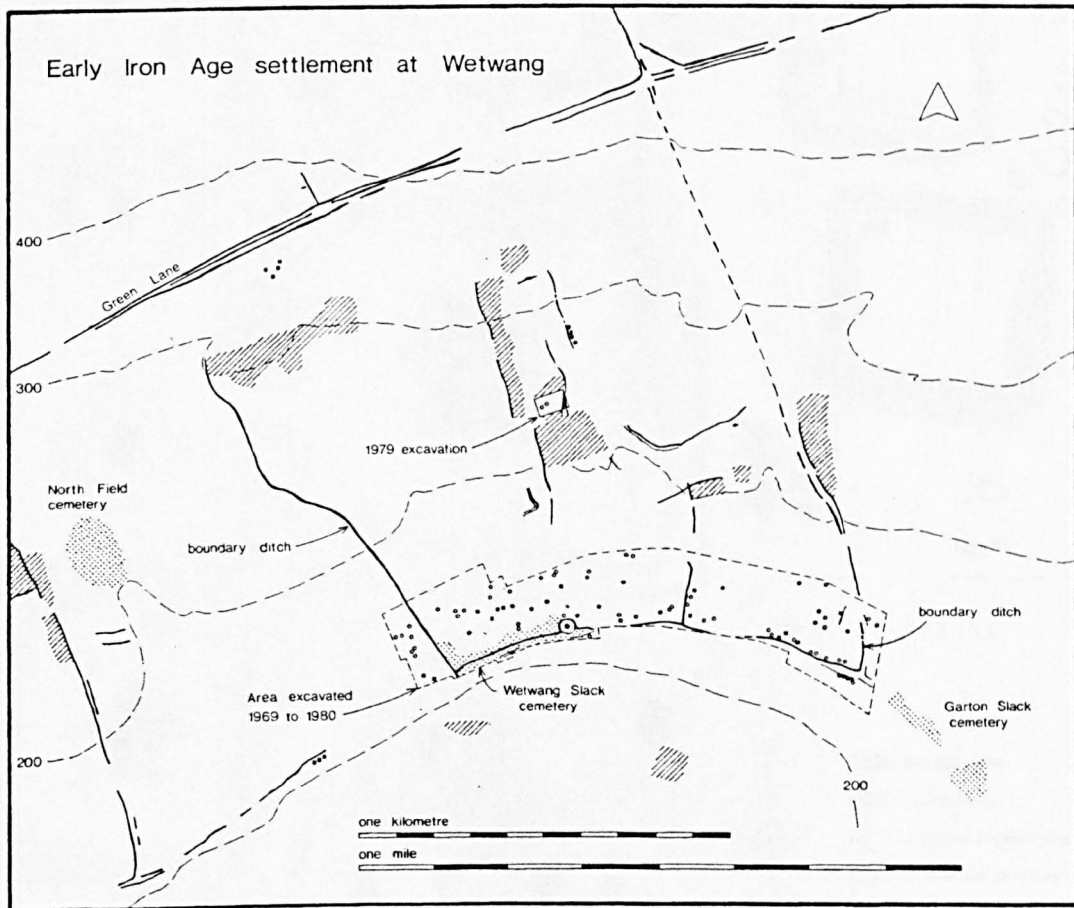 Early Iron Age settlement at Wetwang
400
Green Lane
300
1979 excavation
North Field
cemetery
boundary ditch
boundary ditch
Area excavated
1969 to 1980
Wetwang Slack
cemetery
Garton Slack
cemetery
200
200
one kilometre
one mile